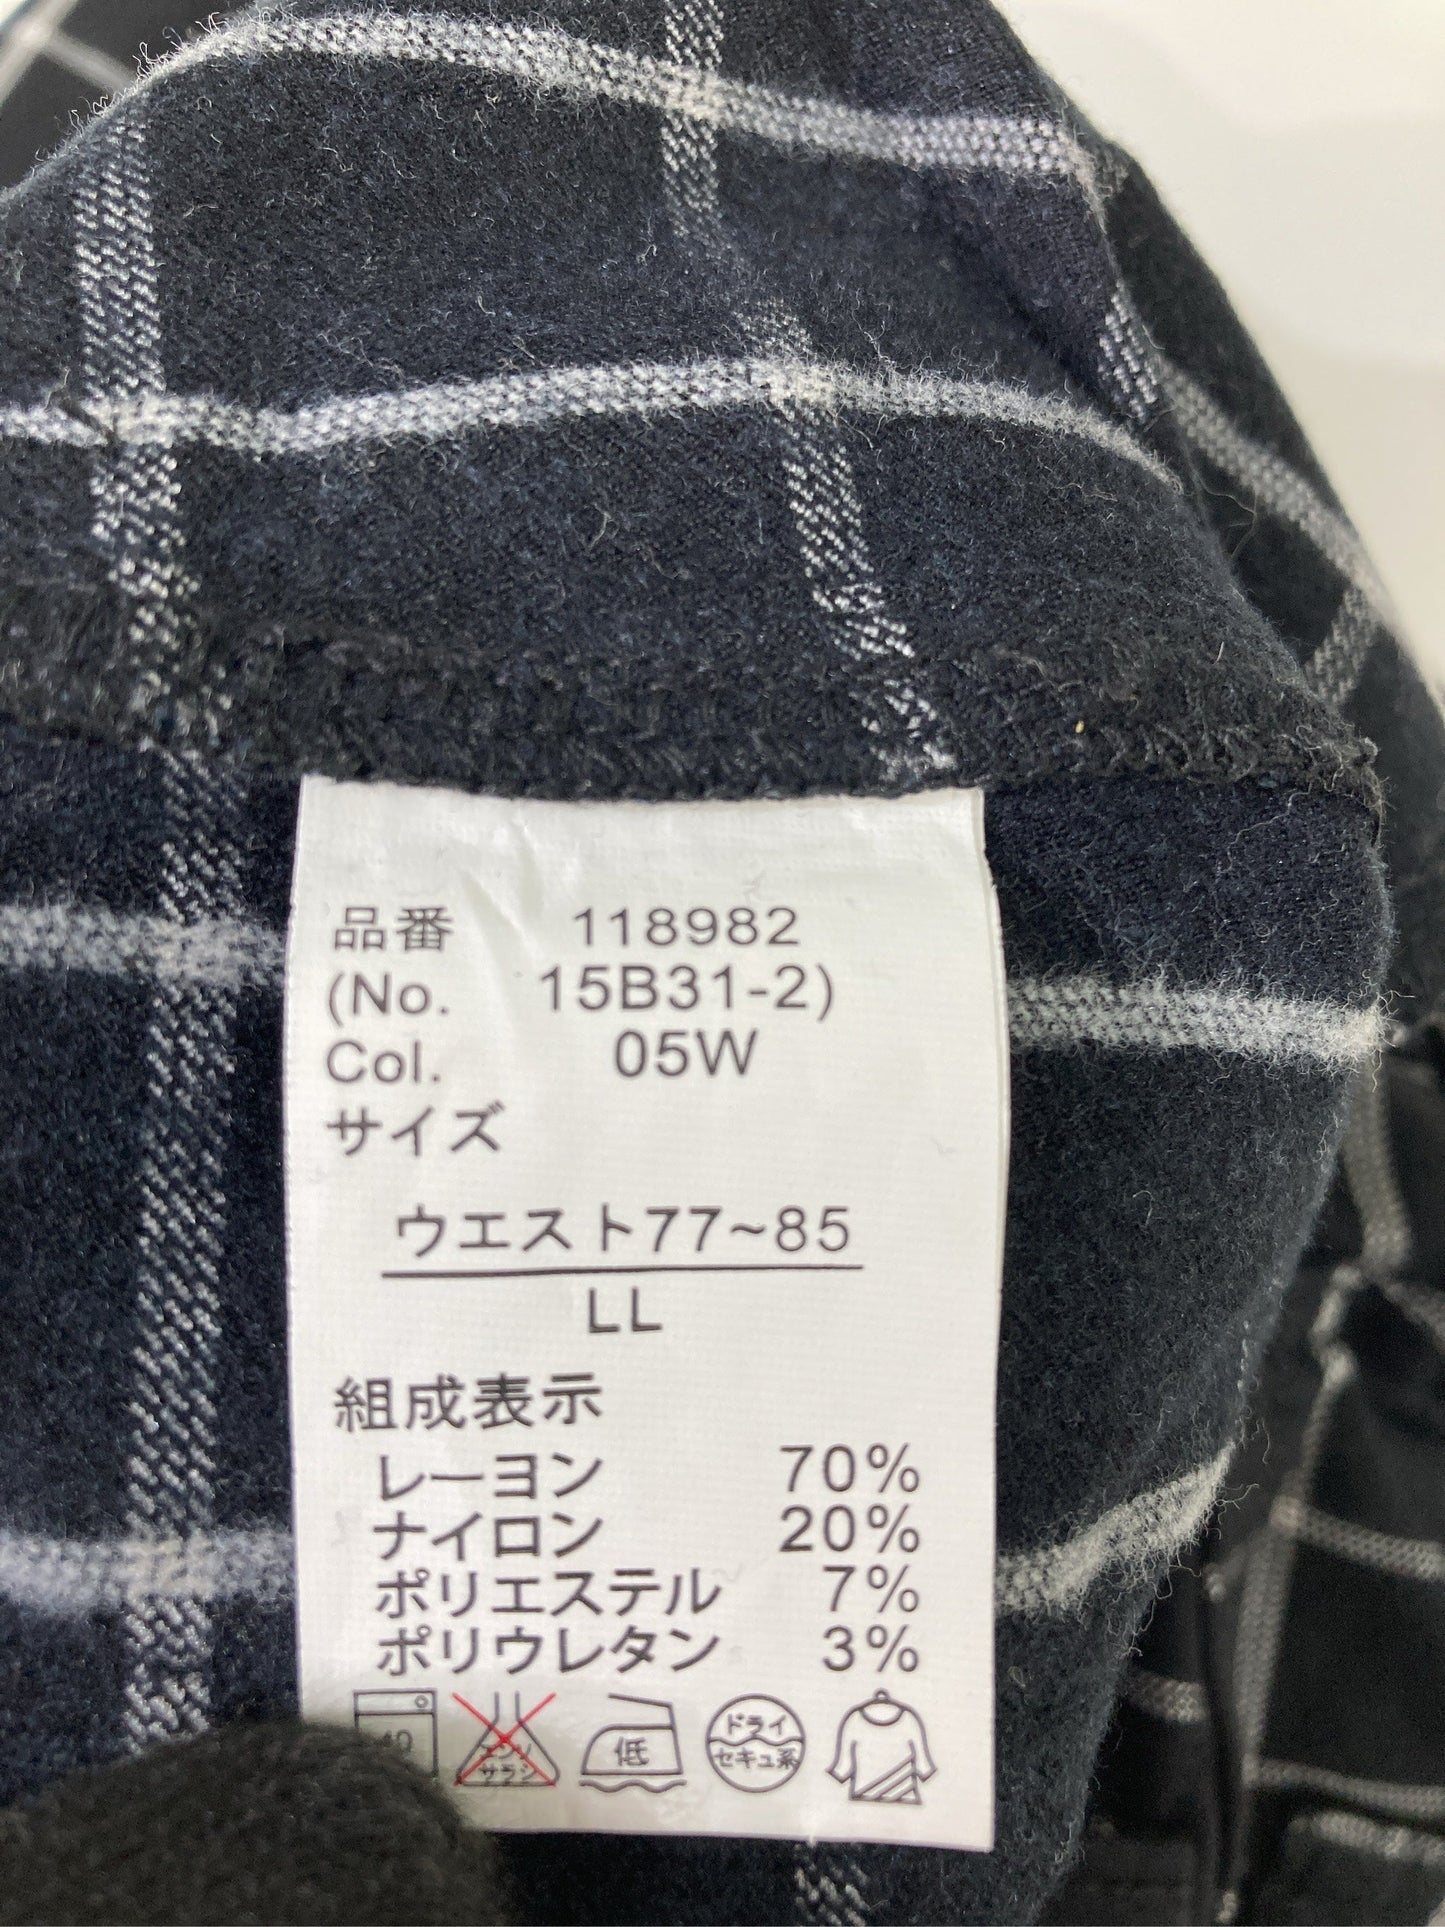 品番 118982
(No. 15B31-2)
Col. 05W
サイズ
ウエスト77~85
LL
組成表示
レーヨン 70%
ナイロン 20%
ポリエステル 7%
ポリウレタン 3%
40 エンソサラシ 低 ドライ セキュ系